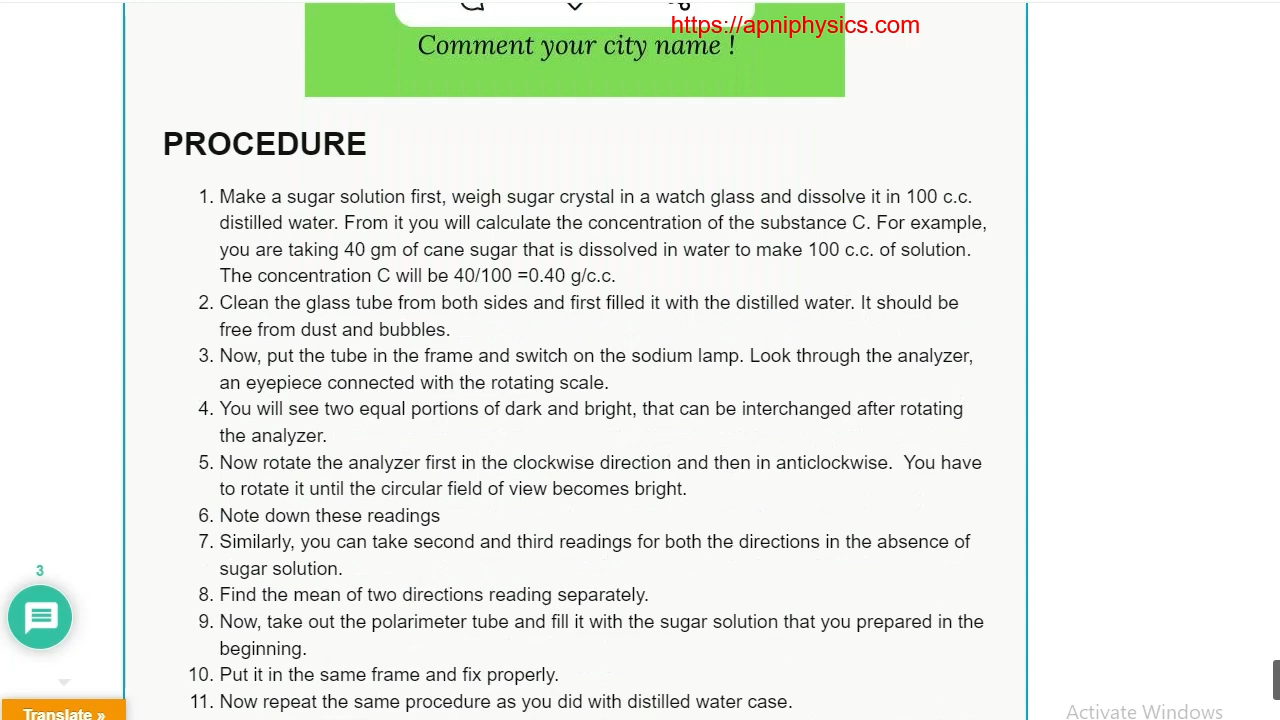 https://apniphysics.com
Comment your city name !
PROCEDURE
1. Make a sugar solution first, weigh sugar crystal in a watch glass and dissolve it in 100 c.c.
distilled water. From it you will calculate the concentration of the substance C. For example,
you are taking 40 gm of cane sugar that is dissolved in water to make 100 c.c. of solution.
The concentration C will be 40/100 =0.40 g/c.c.
2. Clean the glass tube from both sides and first filled it with the distilled water. It should be
free from dust and bubbles.
3. Now, put the tube in the frame and switch on the sodium lamp. Look through the analyzer,
an eyepiece connected with the rotating scale.
4. You will see two equal portions of dark and bright, that can be interchanged after rotating
the analyzer.
5. Now rotate the analyzer first in the clockwise direction and then in anticlockwise.  You have
to rotate it until the circular field of view becomes bright.
6. Note down these readings
7. Similarly, you can take second and third readings for both the directions in the absence of
sugar solution.
8. Find the mean of two directions reading separately.
9. Now, take out the polarimeter tube and fill it with the sugar solution that you prepared in the
beginning.
10. Put it in the same frame and fix properly.
11. Now repeat the same procedure as you did with distilled water case.
3
Translate »
Activate Windows